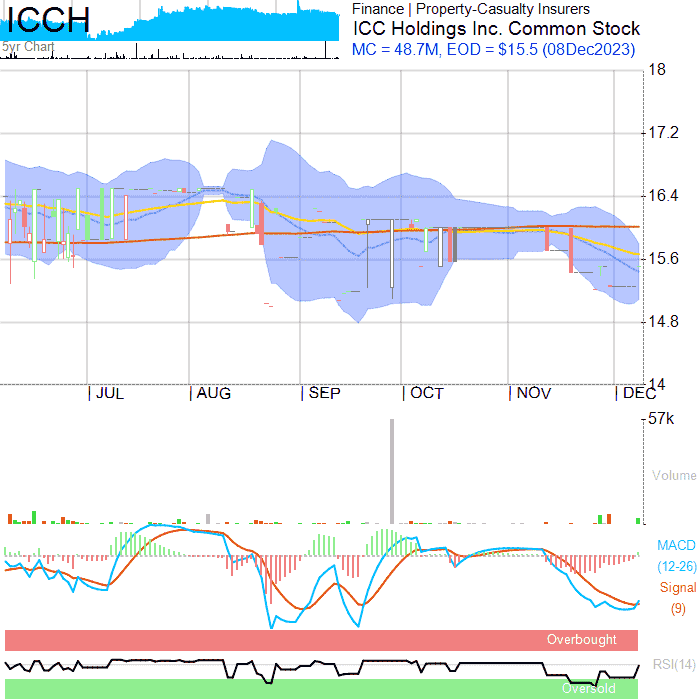 ICCH
5yr Chart
Finance | Property-Casualty Insurers
ICC Holdings Inc. Common Stock
MC = 48.7M, EOD = $15.5 (08Dec2023)
18
17.2
16.4
15.6
14.8
14
JUL
AUG
SEP
OCT
NOV
DEC
57k
Volume
MACD
(12-26)
Signal
(9)
Overbought
RSI(14)
Oversold